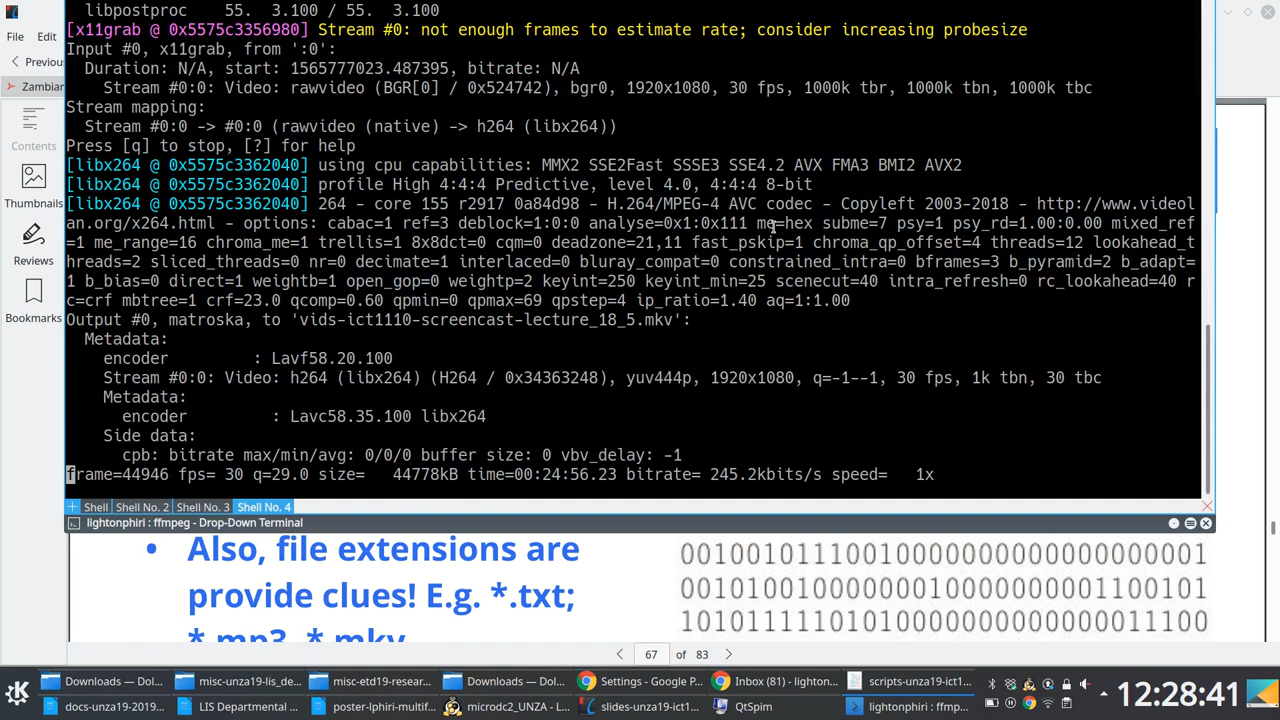 libpostproc     55.  3.100 / 55.  3.100
[x11grab @ 0x5575c3356980] Stream #0: not enough frames to estimate rate; consider increasing probesize
Input #0, x11grab, from ':0':
Duration: N/A, start: 1565777023.487395, bitrate: N/A
Stream #0:0: Video: rawvideo (BGR[0] / 0x524742), bgr0, 1920x1080, 30 fps, 1000k tbr, 1000k tbn, 1000k tbc
Stream mapping:
Stream #0:0 -> #0:0 (rawvideo (native) -> h264 (libx264))
Press [q] to stop, [?] for help
[libx264 @ 0x5575c3362040] using cpu capabilities: MMX2 SSE2Fast SSSE3 SSE4.2 AVX FMA3 BMI2 AVX2
[libx264 @ 0x5575c3362040] profile High 4:4:4 Predictive, level 4.0, 4:4:4 8-bit
[libx264 @ 0x5575c3362040] 264 - core 155 r2917 0a84d98 - H.264/MPEG-4 AVC codec - Copyleft 2003-2018 - http://www.videol
an.org/x264.html - options: cabac=1 ref=3 deblock=1:0:0 analyse=0x1:0x111 me=hex subme=7 psy=1 psy_rd=1.00:0.00 mixed_ref
=1 me_range=16 chroma_me=1 trellis=1 8x8dct=0 cqm=0 deadzone=21,11 fast_pskip=1 chroma_qp_offset=4 threads=12 lookahead_t
hreads=2 sliced_threads=0 nr=0 decimate=1 interlaced=0 bluray_compat=0 constrained_intra=0 bframes=3 b_pyramid=2 b_adapt=
1 b_bias=0 direct=1 weightb=1 open_gop=0 weightp=2 keyint=250 keyint_min=25 scenecut=40 intra_refresh=0 rc_lookahead=40 r
c=crf mbtree=1 crf=23.0 qcomp=0.60 qpmin=0 qpmax=69 qpstep=4 ip_ratio=1.40 aq=1:1.00
Output #0, matroska, to 'vids-ict1110-screencast-lecture_18_5.mkv':
Metadata:
encoder         : Lavf58.20.100
Stream #0:0: Video: h264 (libx264) (H264 / 0x34363248), yuv444p, 1920x1080, q=-1--1, 30 fps, 1k tbn, 30 tbc
Metadata:
encoder         : Lavc58.35.100 libx264
Side data:
cpb: bitrate max/min/avg: 0/0/0 buffer size: 0 vbv_delay: -1
frame=44946 fps= 30 q=29.0 size=   44778kB time=00:24:56.23 bitrate= 245.2kbits/s speed=   1x
Shell Shell No. 2 Shell No. 3 Shell No. 4
lightonphiri : ffmpeg - Drop-Down Terminal
File Edit
Previous
Zambian
Contents
Thumbnails
Reviews
Bookmarks
• Also, file extensions are
provide clues! E.g. *.txt;
*.mp3, *.mkv
0010010111001000000000000000001
0010100100000001000000000001100101
1010111110101000000000000000011100
67 of 83
Downloads — Dol... misc-unza19-lis_de... misc-etd19-resear... Downloads — Dol... Settings - Google P... Inbox (81) - lighton... scripts-unza19-ict1...
docs-unza19-2019... LIS Departmental ... poster-lphiri-multif... microdc2_UNZA - L... slides-unza19-ict1... QtSpim lightonphiri : ffmp...
12:28:41